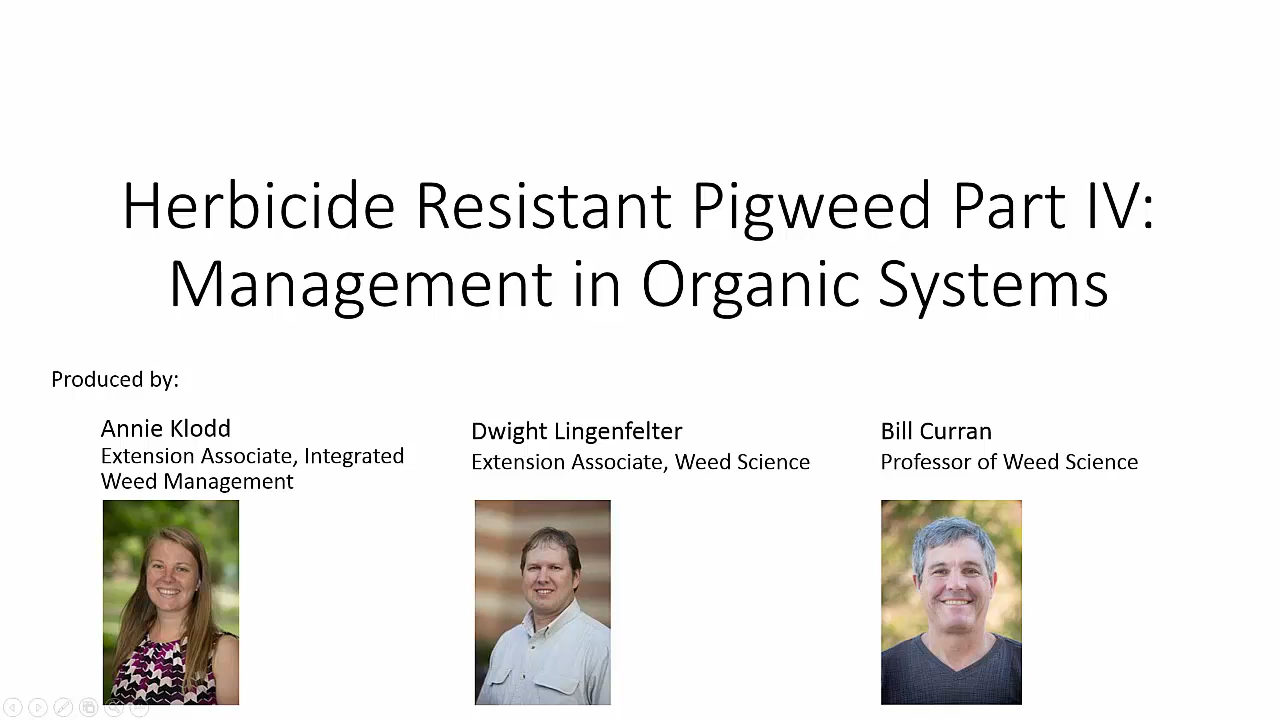 Herbicide Resistant Pigweed Part IV:
Management in Organic Systems
Produced by:
Annie Klodd
Extension Associate, Integrated
Weed Management
Dwight Lingenfelter
Extension Associate, Weed Science
Bill Curran
Professor of Weed Science